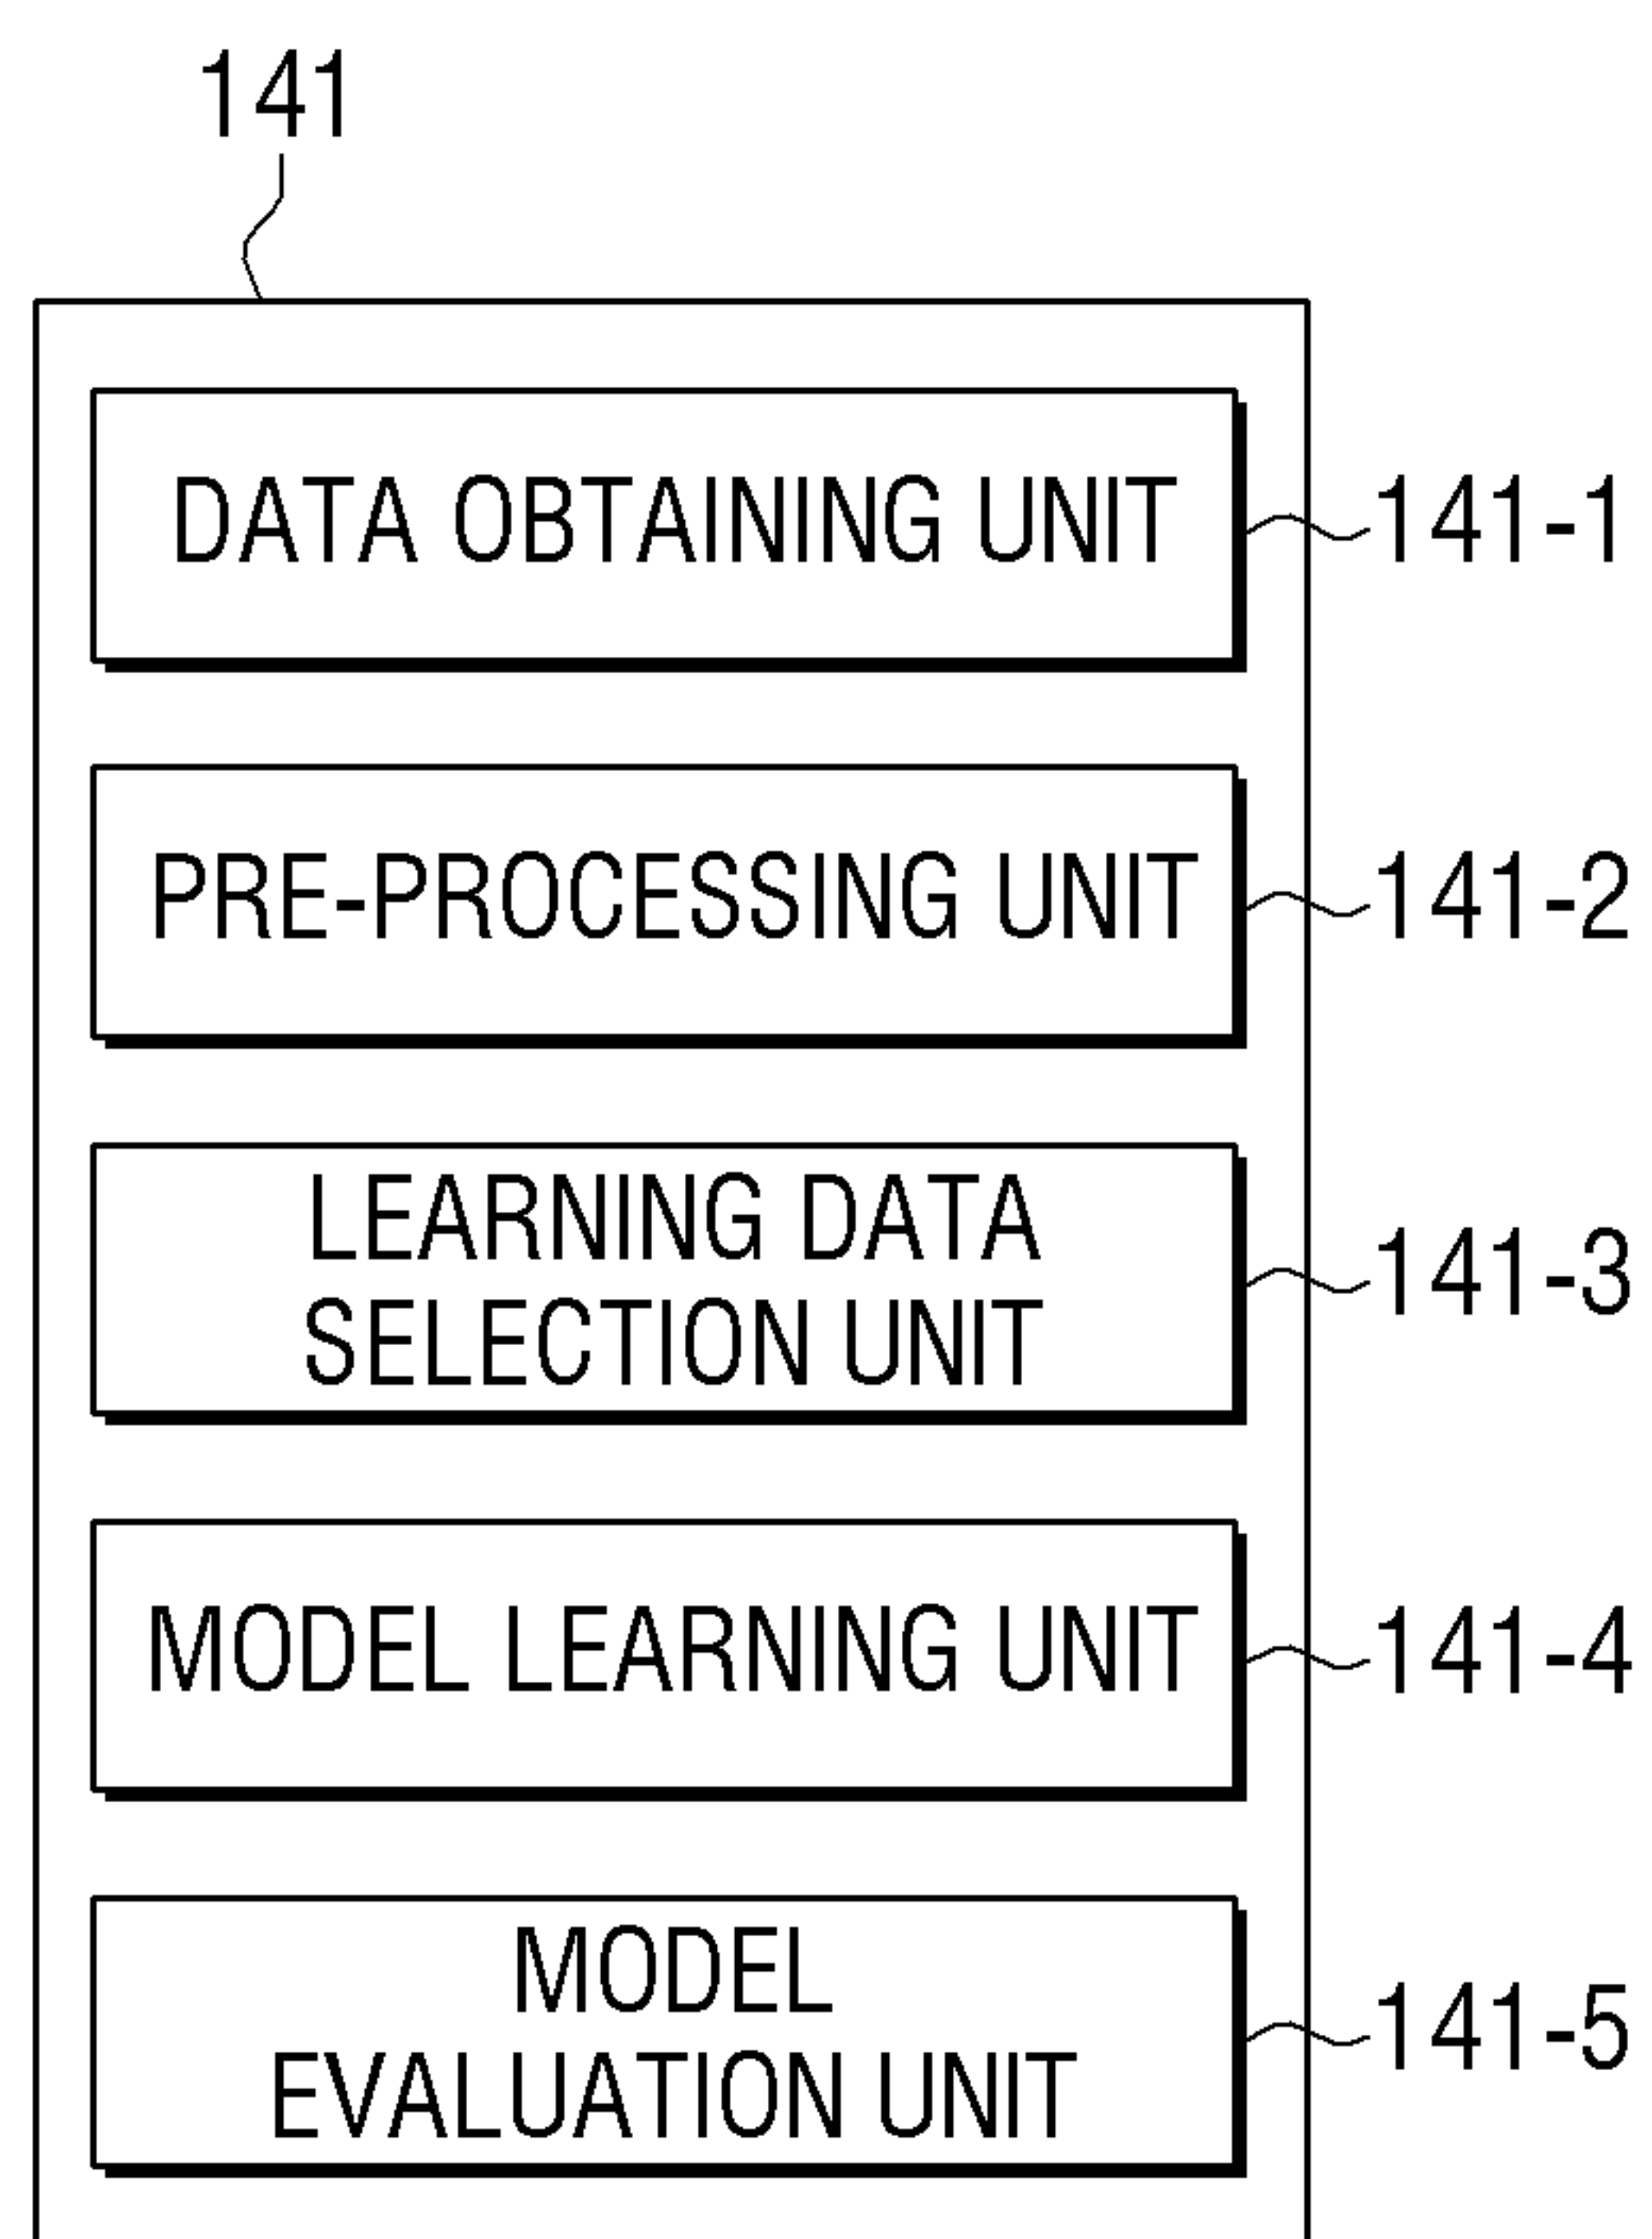 141
DATA OBTAINING UNIT
141-1
PRE-PROCESSING UNIT
141-2
LEARNING DATA
SELECTION UNIT
141-3
MODEL LEARNING UNIT
141-4
MODEL
EVALUATION UNIT
141-5